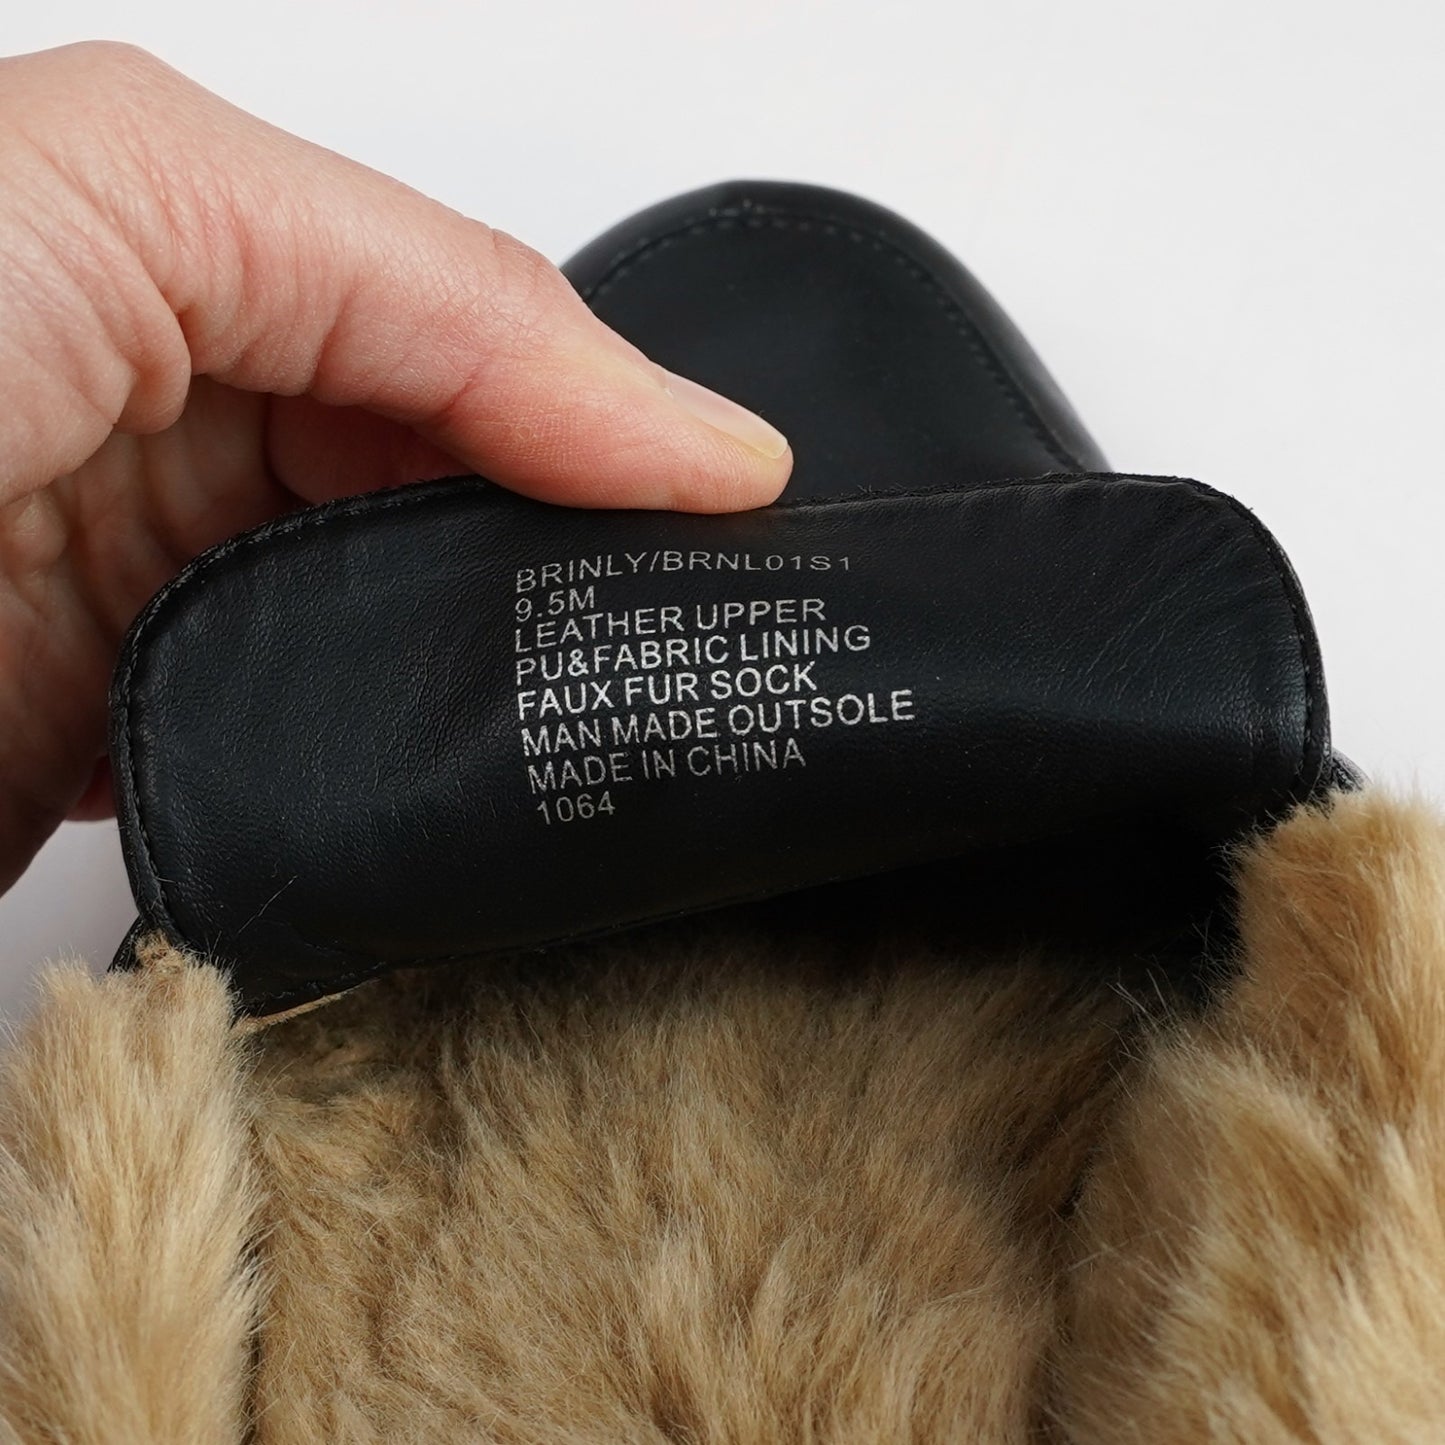 BRINLY/BRNL01S1
9.5M
LEATHER UPPER
PU&FABRIC LINING
FAUX FUR SOCK
MAN MADE OUTSOLE
MADE IN CHINA
1064